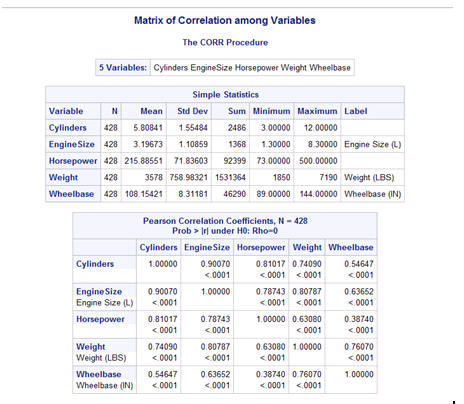 Matrix of Correlation among Variables
The CORR Procedure
5 Variables: Cylinders EngineSize Horsepower Weight Wheelbase
Simple Statistics
Variable N Mean Std Dev Sum Minimum Maximum Label
Cylinders 428 5.80841 1.55484 2486 3.00000 12.00000
EngineSize 428 3.19673 1.10859 1368 1.30000 8.30000 Engine Size (L)
Horsepower 428 215.88551 71.83603 92399 73.00000 500.00000
Weight 428 3578 758.98321 1531364 1850 7190 Weight (LBS)
Wheelbase 428 108.15421 8.31181 46290 89.00000 144.00000 Wheelbase (IN)
Pearson Correlation Coefficients, N = 428
Prob > |r| under H0: Rho=0
Cylinders EngineSize Horsepower Weight Wheelbase
Cylinders 1.00000 0.90070 0.81017 0.74090 0.54647
<.0001 <.0001 <.0001 <.0001
EngineSize 0.90070 1.00000 0.78743 0.80787 0.63652
Engine Size (L) <.0001 <.0001 <.0001 <.0001
Horsepower 0.81017 0.78743 1.00000 0.63080 0.38740
<.0001 <.0001 <.0001 <.0001
Weight 0.74090 0.80787 0.63080 1.00000 0.76070
Weight (LBS) <.0001 <.0001 <.0001 <.0001
Wheelbase 0.54647 0.63652 0.38740 0.76070 1.00000
Wheelbase (IN) <.0001 <.0001 <.0001 <.0001